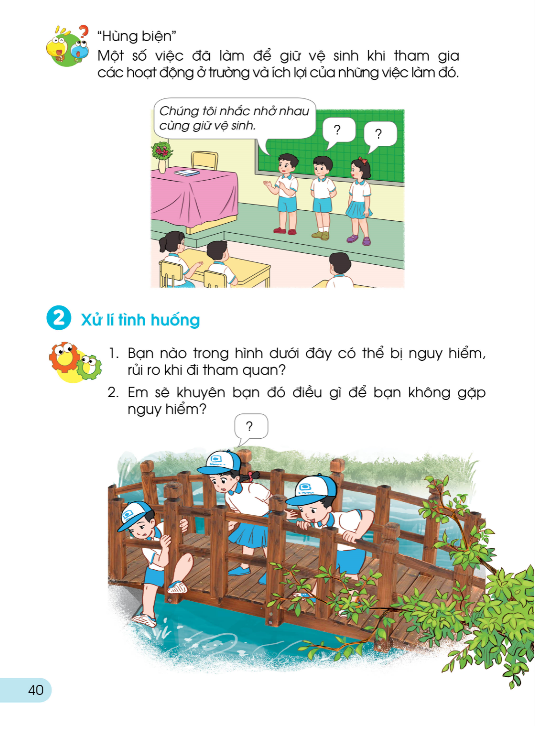 “Hùng biện”
Một số việc đã làm để giữ vệ sinh khi tham gia
các hoạt động ở trường và ích lợi của những việc làm đó.
Chúng tôi nhắc nhở nhau
cùng giữ vệ sinh.
?
?
2 Xử lí tình huống
1. Bạn nào trong hình dưới đây có thể bị nguy hiểm,
rủi ro khi đi tham quan?
2. Em sẽ khuyên bạn đó điều gì để bạn không gặp
nguy hiểm?
?
40